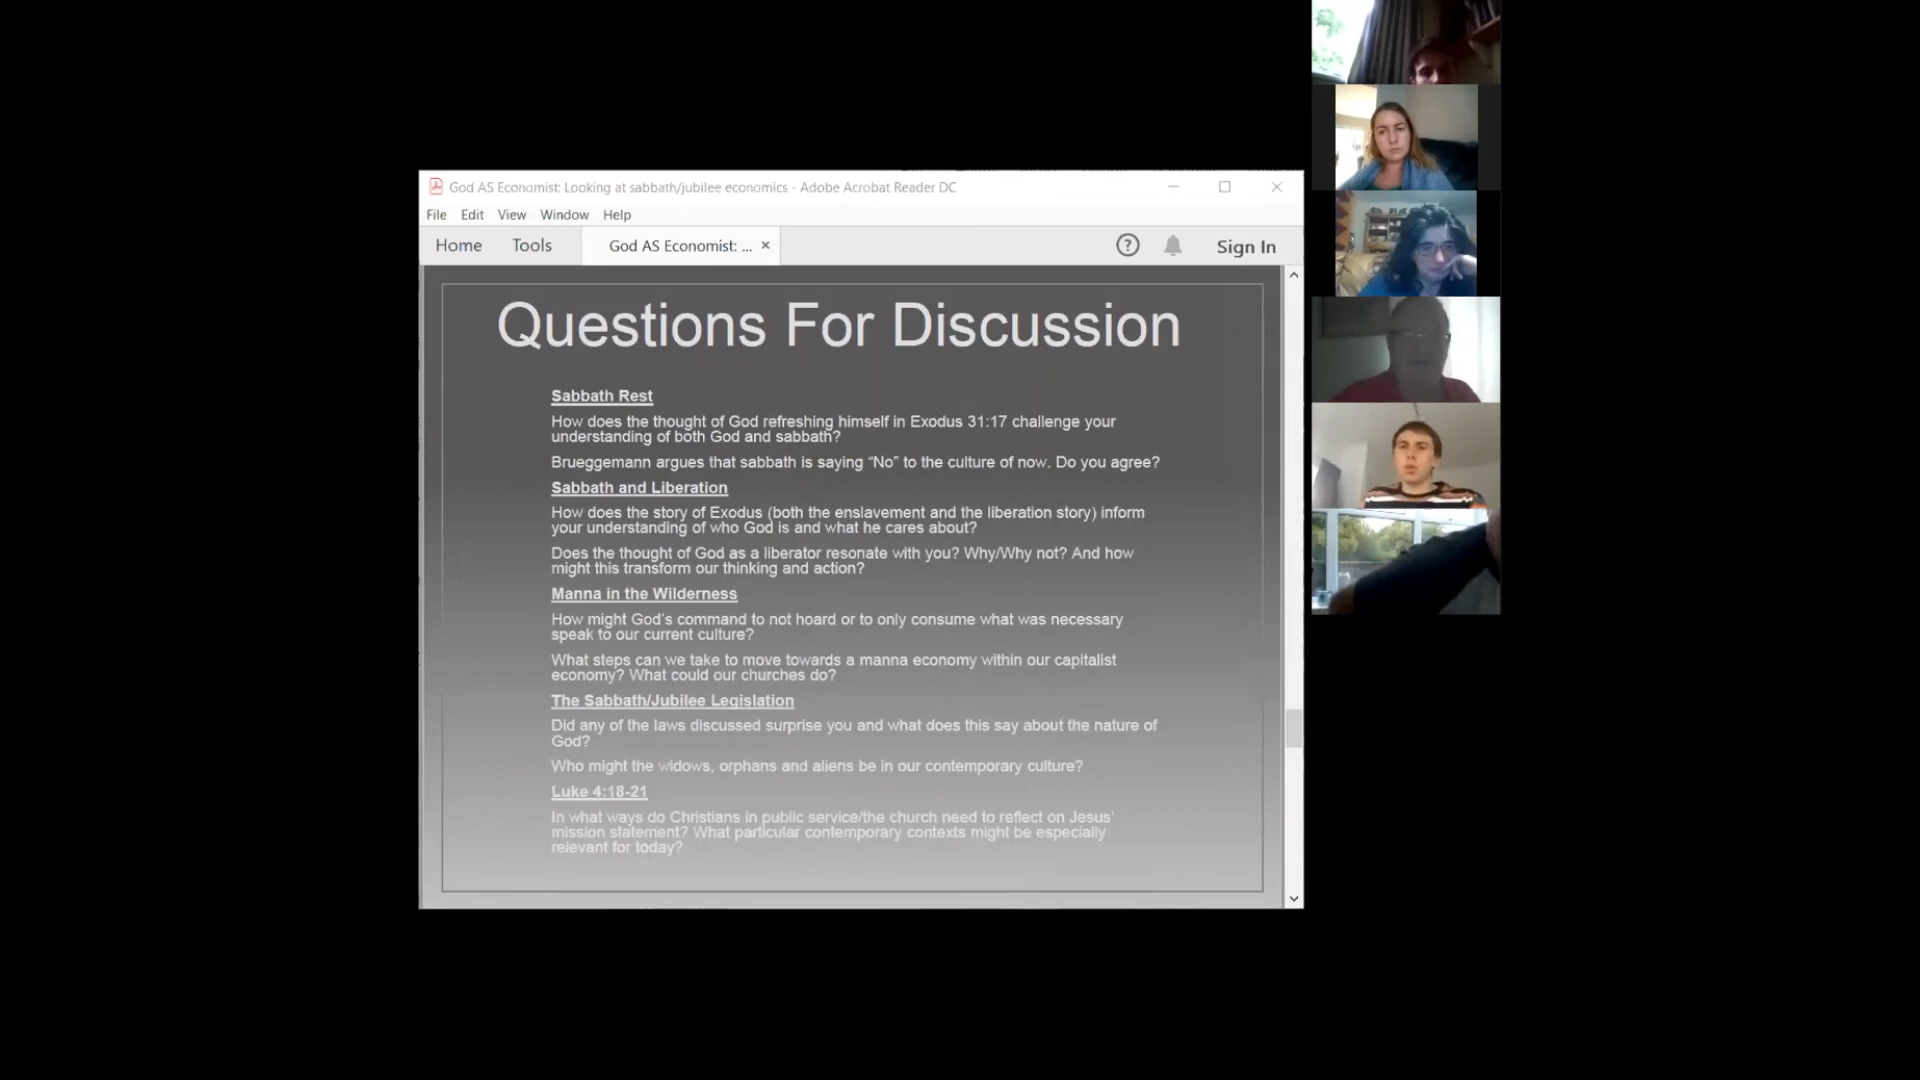 God AS Economist: Looking at sabbath/jubilee economics - Adobe Acrobat Reader DC
File Edit View Window Help
Home Tools God AS Economist: ... × ? Sign In
Questions For Discussion
Sabbath Rest
How does the thought of God refreshing himself in Exodus 31:17 challenge your
understanding of both God and sabbath?
Brueggemann argues that sabbath is saying “No” to the culture of now. Do you agree?
Sabbath and Liberation
How does the story of Exodus (both the enslavement and the liberation story) inform
your understanding of who God is and what he cares about?
Does the thought of God as a liberator resonate with you? Why/Why not? And how
might this transform our thinking and action?
Manna in the Wilderness
How might God’s command to not hoard or to only consume what was necessary
speak to our current culture?
What steps can we take to move towards a manna economy within our capitalist
economy? What could our churches do?
The Sabbath/Jubilee Legislation
Did any of the laws discussed surprise you and what does this say about the nature of
God?
Who might the widows, orphans and aliens be in our contemporary culture?
Luke 4:18-21
In what ways do Christians in public service/the church need to reflect on Jesus’
mission statement? What particular contemporary contexts might be especially
relevant for today?